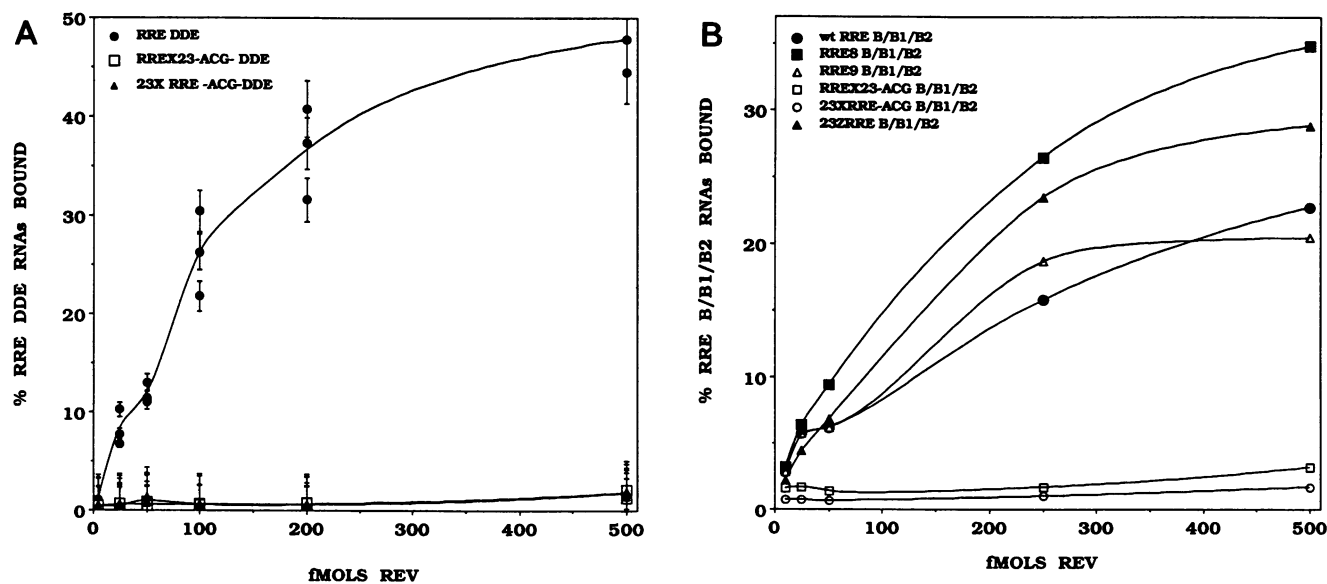 A
% RRE DDE RNAs BOUND
50
40
30
20
10
0
RRE DDE
RREX23-ACG- DDE
23X RRE -ACG-DDE
0 100 200 300 400 500
fMOLS REV
B
% RRE B/B1/B2 RNAs BOUND
30
20
10
0
wt RRE B/B1/B2
RRE8 B/B1/B2
RRE9 B/B1/B2
RREX23-ACG B/B1/B2
23XRRE-ACG B/B1/B2
23ZRRE B/B1/B2
0 100 200 300 400 500
fMOLS REV